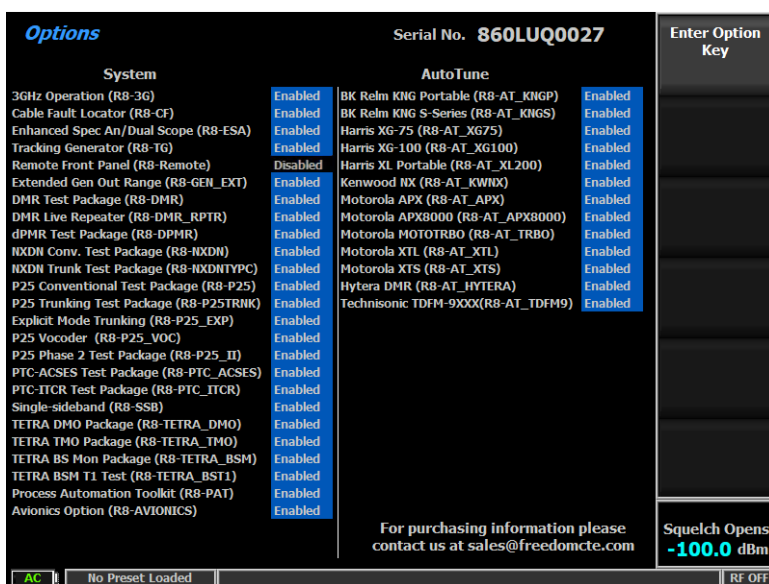 Options
Serial No. 860LUQ0027
Enter Option
Key
System
3GHz Operation (R8-3G) Enabled
Cable Fault Locator (R8-CF) Enabled
Enhanced Spec An/Dual Scope (R8-ESA) Enabled
Tracking Generator (R8-TG) Enabled
Remote Front Panel (R8-Remote) Disabled
Extended Gen Out Range (R8-GEN_EXT) Enabled
DMR Test Package (R8-DMR) Enabled
DMR Live Repeater (R8-DMR_RPTR) Enabled
dPMR Test Package (R8-DPMR) Enabled
NXDN Conv. Test Package (R8-NXDN) Enabled
NXDN Trunk Test Package (R8-NXDNTYPC) Enabled
P25 Conventional Test Package (R8-P25) Enabled
P25 Trunking Test Package (R8-P25TRNK) Enabled
Explicit Mode Trunking (R8-P25_EXP) Enabled
P25 Vocoder (R8-P25_VOC) Enabled
P25 Phase 2 Test Package (R8-P25_II) Enabled
PTC-ACSES Test Package (R8-PTC_ACSES) Enabled
PTC-ITCR Test Package (R8-PTC_ITCR) Enabled
Single-sideband (R8-SSB) Enabled
TETRA DMO Package (R8-TETRA_DMO) Enabled
TETRA TMO Package (R8-TETRA_TMO) Enabled
TETRA BS Mon Package (R8-TETRA_BSM) Enabled
TETRA BSM T1 Test (R8-TETRA_BST1) Enabled
Process Automation Toolkit (R8-PAT) Enabled
Avionics Option (R8-AVIONICS) Enabled
AutoTune
BK Relm KNG Portable (R8-AT_KNGP) Enabled
BK Relm KNG S-Series (R8-AT_KNGS) Enabled
Harris XG-75 (R8-AT_XG75) Enabled
Harris XG-100 (R8-AT_XG100) Enabled
Harris XL Portable (R8-AT_XL200) Enabled
Kenwood NX (R8-AT_KWNX) Enabled
Motorola APX (R8-AT_APX) Enabled
Motorola APX8000 (R8-AT_APX8000) Enabled
Motorola MOTOTRBO (R8-AT_TRBO) Enabled
Motorola XTL (R8-AT_XTL) Enabled
Motorola XTS (R8-AT_XTS) Enabled
Hytera DMR (R8-AT_HYTERA) Enabled
Technisonic TDFM-9XXX(R8-AT_TDFM9) Enabled
For purchasing information please
contact us at sales@freedomcte.com
Squelch Opens
-100.0 dBm
AC
No Preset Loaded
RF OFF